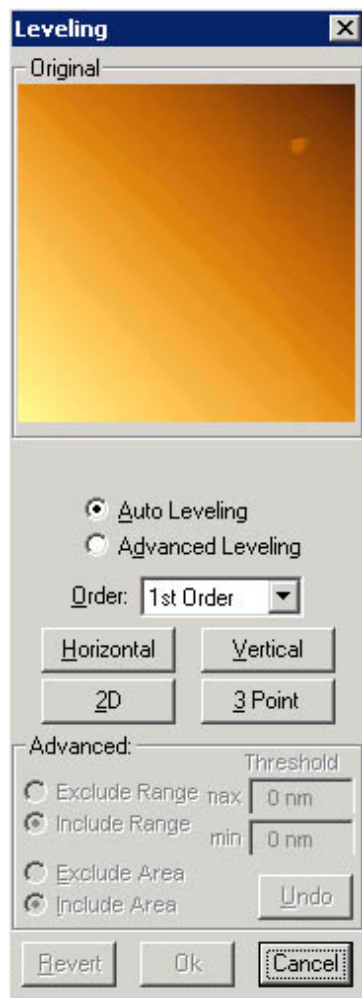 Leveling
Original
Auto Leveling
Advanced Leveling
Order: 1st Order
Horizontal Vertical
2D 3 Point
Advanced:
Threshold
Exclude Range max 0 nm
Include Range min 0 nm
Exclude Area
Include Area Undo
Revert Ok Cancel